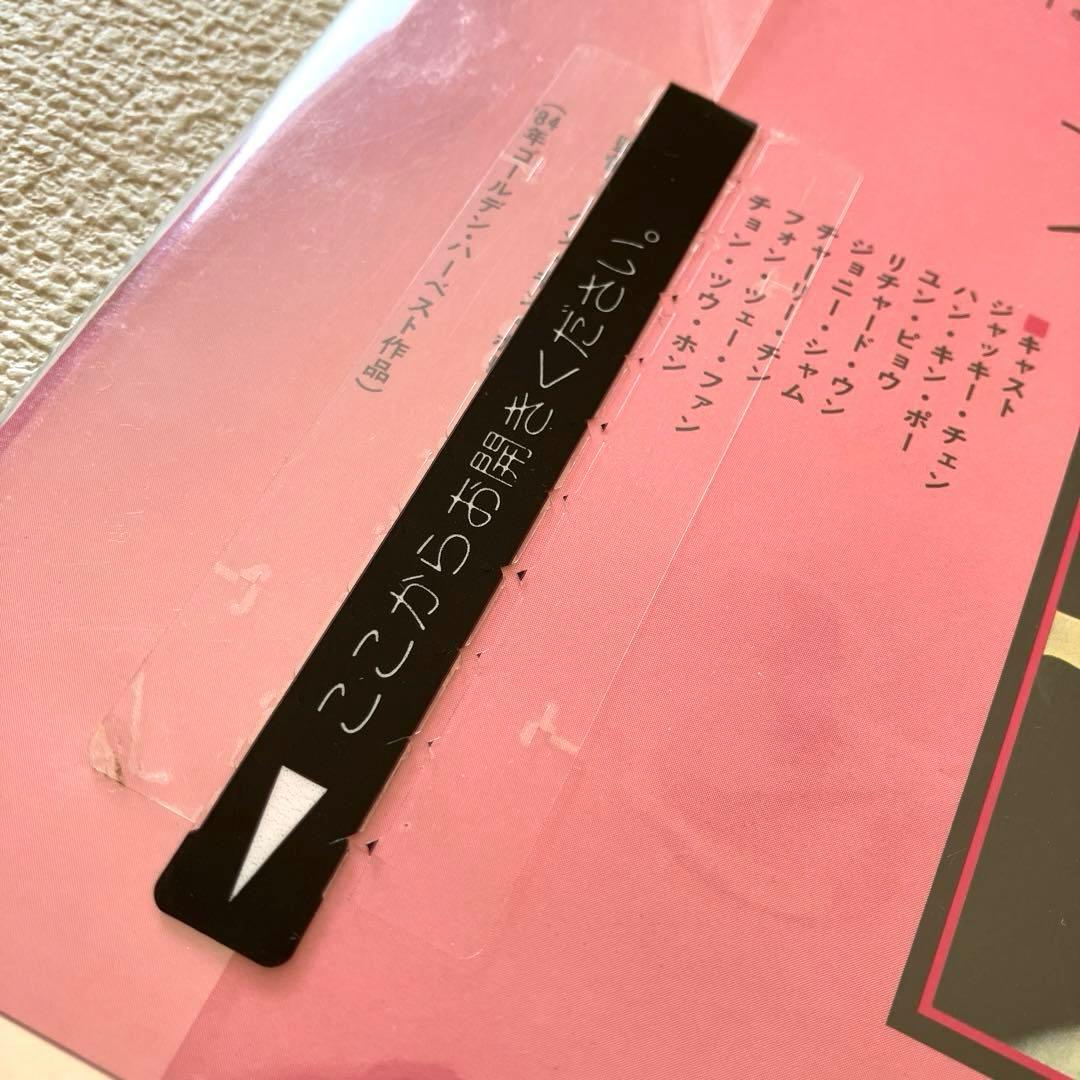 ■キャスト
ジャッキー・チェン
ハン・キン・ポー
ユン・ピョウ
リチャード・ウン
ジョニー・シャム
チャーリー・チン
フォン・ツェー・ファン
チョン・ツウ・ホン
('84年ゴールデン・ハーベスト作品)
ここからお開きください。